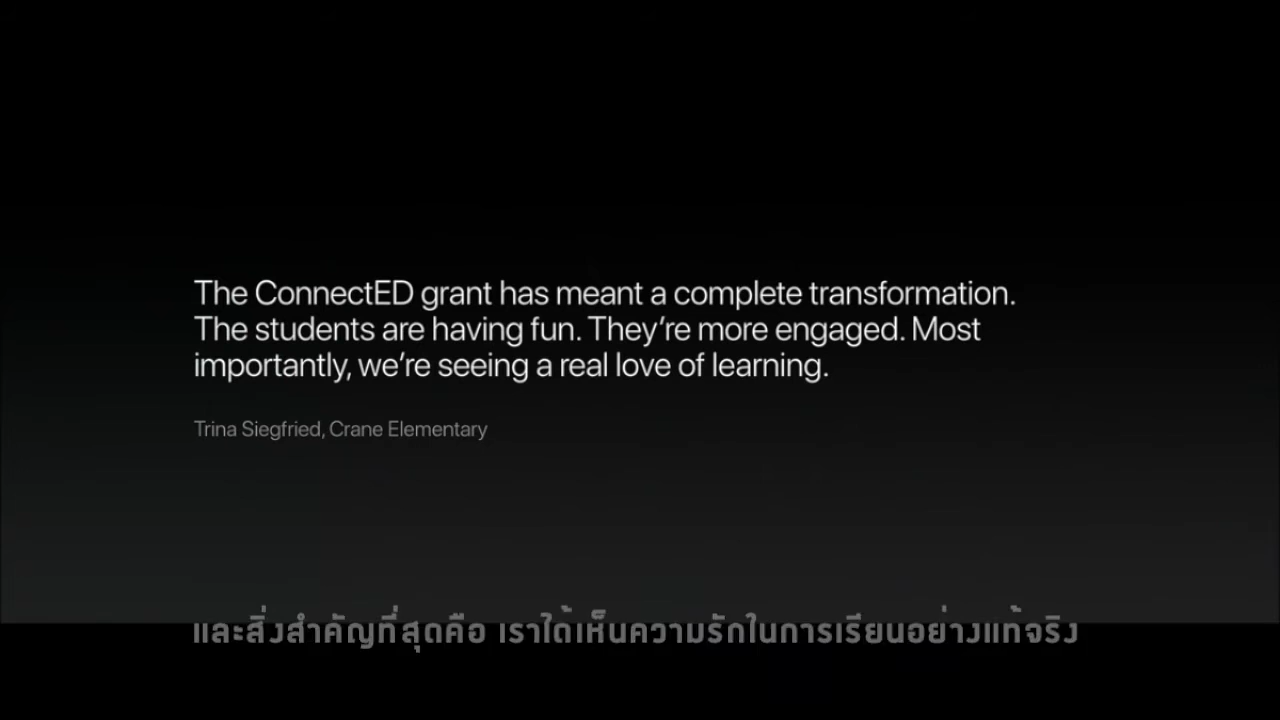 The ConnectED grant has meant a complete transformation.
The students are having fun. They're more engaged. Most
importantly, we're seeing a real love of learning.
Trina Siegfried, Crane Elementary
และสิ่งสำคัญที่สุดคือ เราได้เห็นความรักในการเรียนอย่างแท้จริง